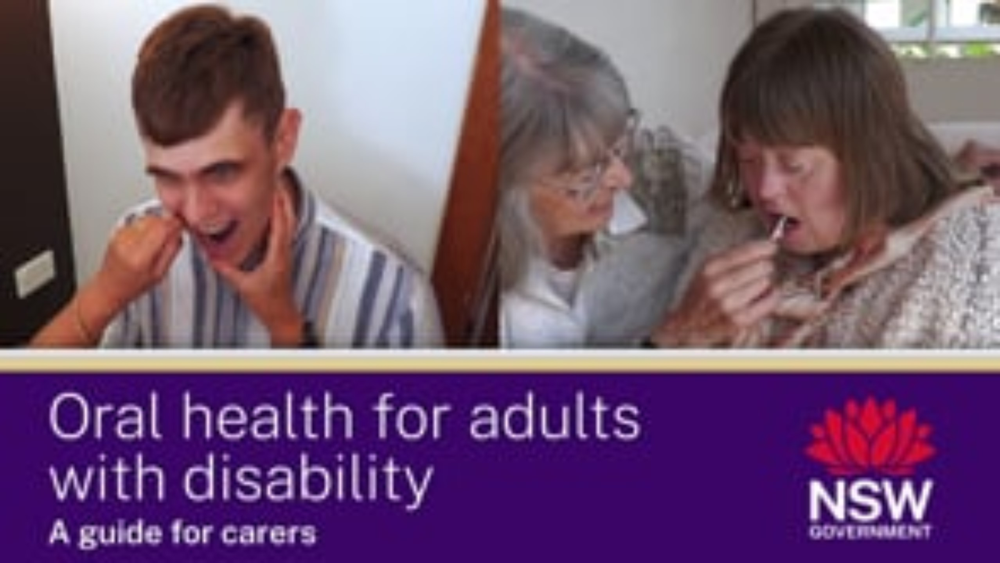 Oral health for adults
with disability
A guide for carers
NSW
GOVERNMENT